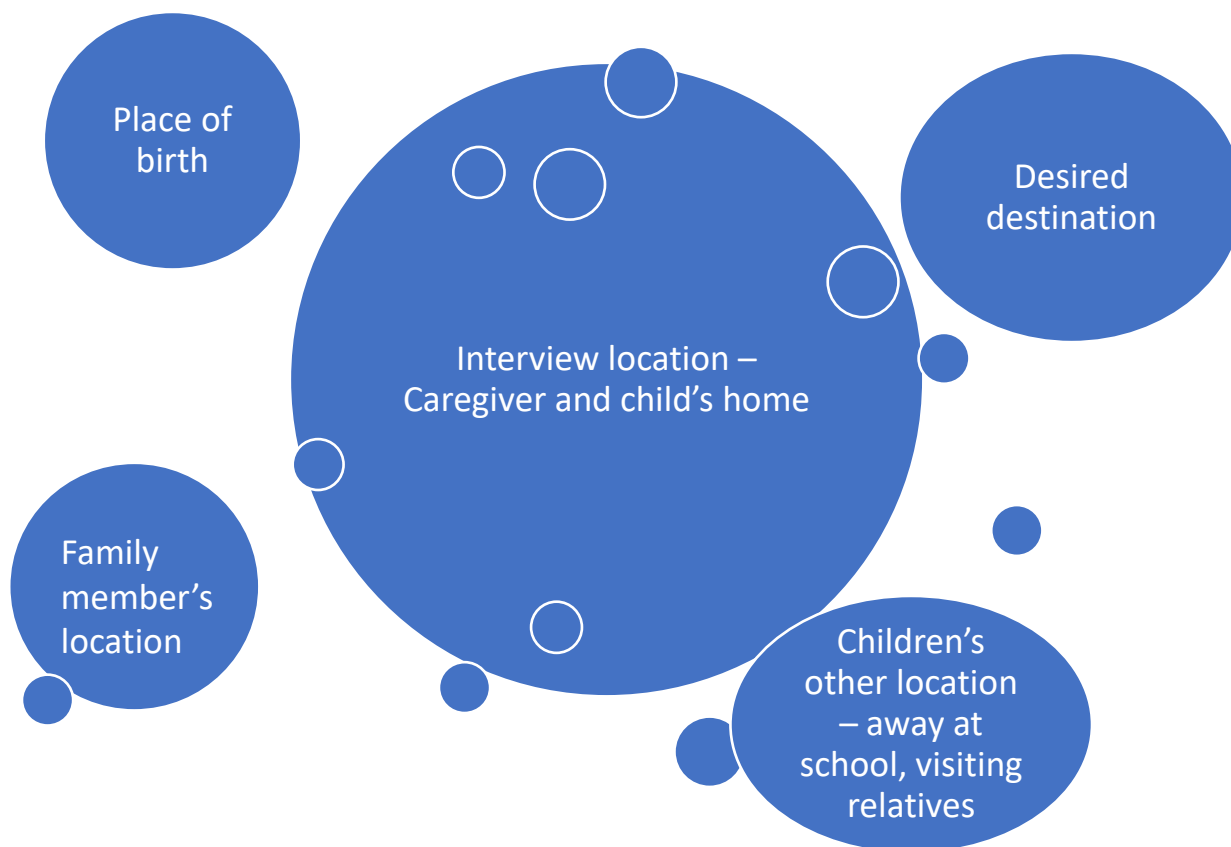 Place of
birth
Desired
destination
Interview location –
Caregiver and child’s home
Family
member’s
location
Children’s
other location
– away at
school, visiting
relatives